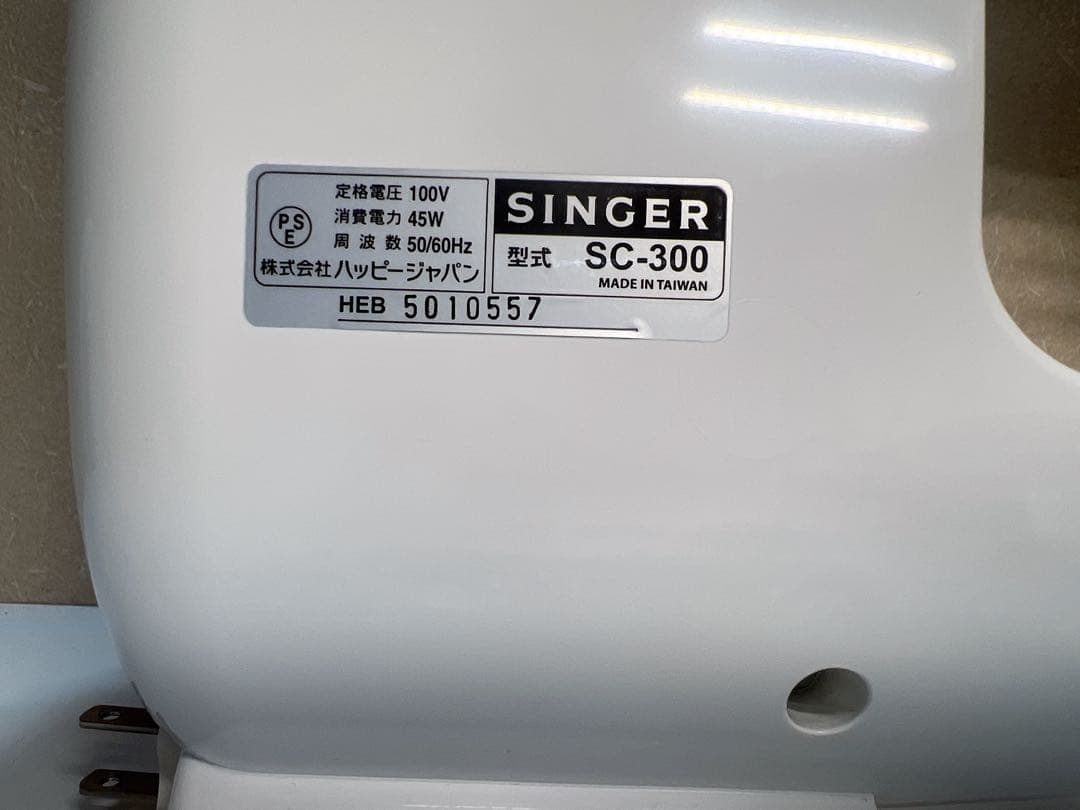 定格電圧 100V
消費電力 45W
周波数 50/60Hz
PSE
株式会社ハッピージャパン
SINGER
型式 SC-300
MADE IN TAIWAN
HEB 5010557